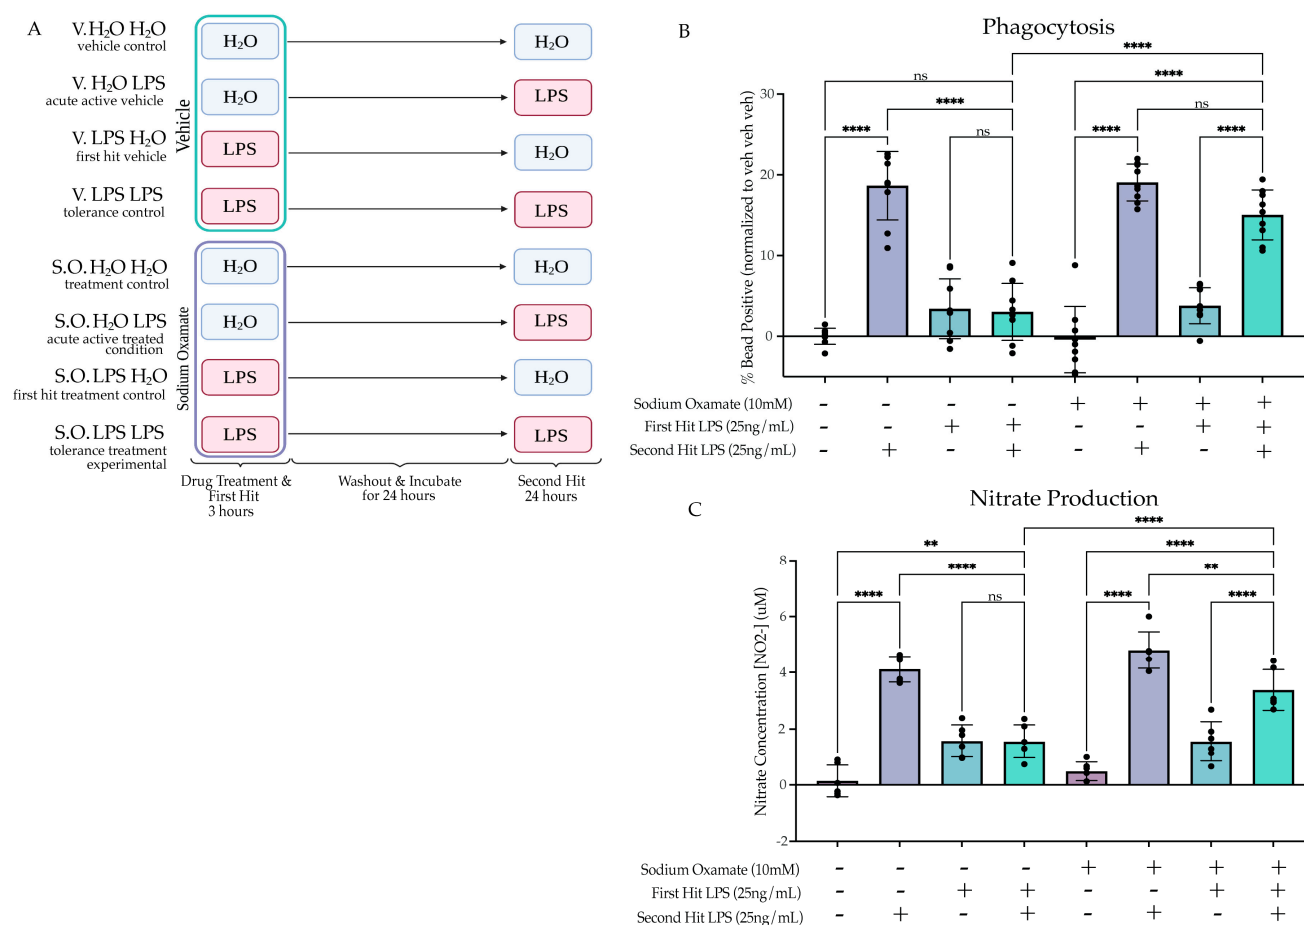 A
V. H₂O H₂O
vehicle control
H₂O
H₂O
V. H₂O LPS
acute active vehicle
H₂O
LPS
V. LPS H₂O
first hit vehicle
LPS
H₂O
V. LPS LPS
tolerance control
LPS
LPS
Vehicle
S.O. H₂O H₂O
treatment control
H₂O
H₂O
S.O. H₂O LPS
acute active treated
condition
H₂O
LPS
S.O. LPS H₂O
first hit treatment control
LPS
H₂O
S.O. LPS LPS
tolerance treatment
experimental
LPS
LPS
Sodium Oxamate
Drug Treatment &
First Hit
3 hours
Washout & Incubate
for 24 hours
Second Hit
24 hours
B
Phagocytosis
****
ns
****
****
ns
****
ns
****
****
30
20
10
0
% Bead Positive (normalized to veh veh veh)
Sodium Oxamate (10mM) - - - - + + + +
First Hit LPS (25ng/mL) - - + + - - + +
Second Hit LPS (25ng/mL) - + - + - + - +
C
Nitrate Production
****
**
****
****
**
****
ns
****
****
8
6
4
2
0
-2
Nitrate Concentration [NO2-] (uM)
Sodium Oxamate (10mM) - - - - + + + +
First Hit LPS (25ng/mL) - - + + - - + +
Second Hit LPS (25ng/mL) - + - + - + - +